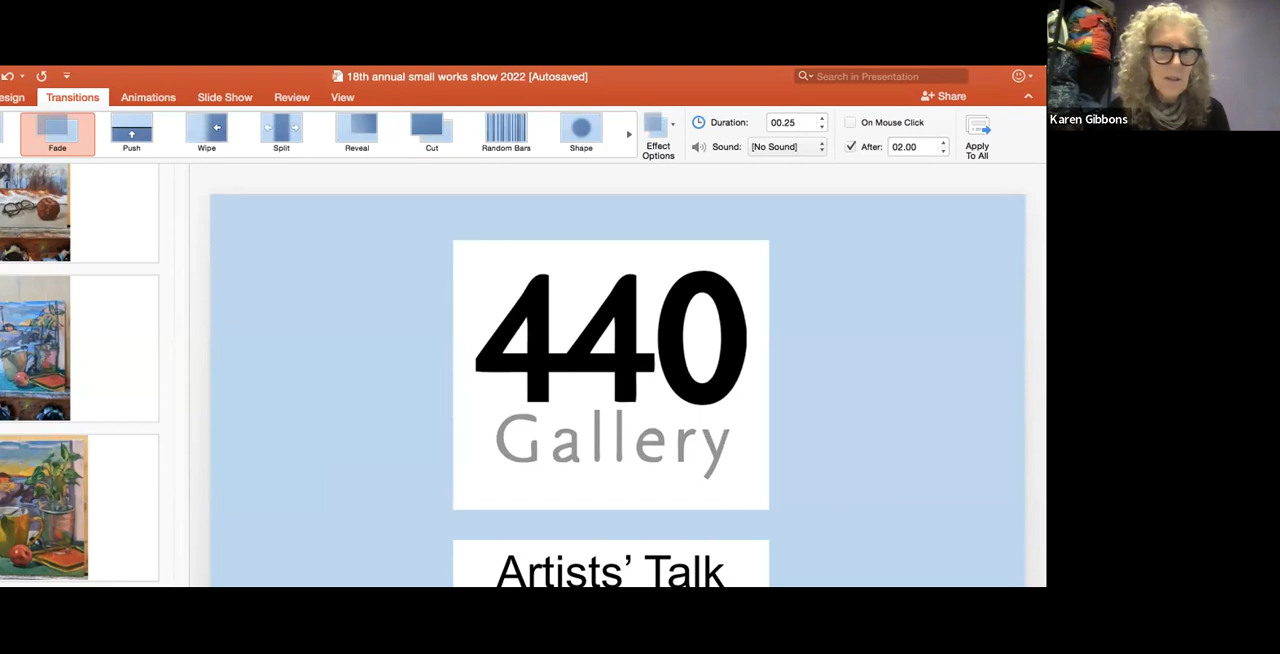 18th annual small works show 2022 [Autosaved]
Search in Presentation
esign
Transitions
Animations
Slide Show
Review
View
Share
Fade
Push
Wipe
Split
Reveal
Cut
Random Bars
Shape
Effect
Options
Duration:
00.25
Sound:
[No Sound]
On Mouse Click
After:
02.00
Apply
To All
Karen Gibbons
440
Gallery
Artists’ Talk